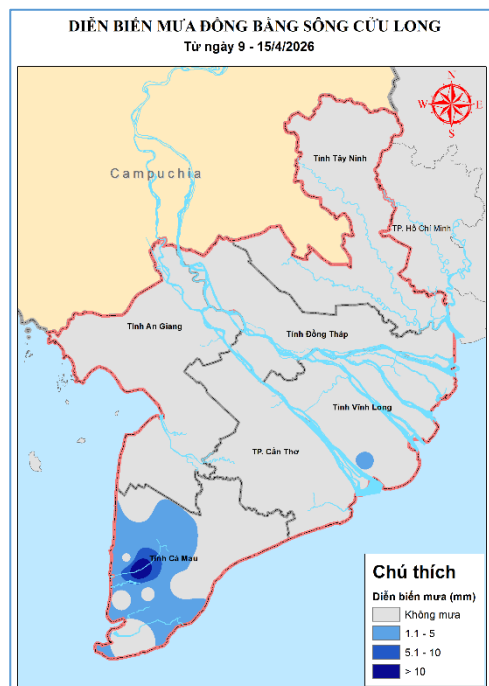 DIỄN BIẾN MƯA ĐỒNG BẰNG SÔNG CỬU LONG
Từ ngày 9 - 15/4/2026
N
W E
S
Tỉnh Tây Ninh
Campuchia
TP. Hồ Chí Minh
Tỉnh An Giang
Tỉnh Đồng Tháp
Tỉnh Vĩnh Long
TP. Cần Thơ
Tỉnh Cà Mau
Chú thích
Diễn biến mưa (mm)
Không mưa
1.1 - 5
5.1 - 10
> 10